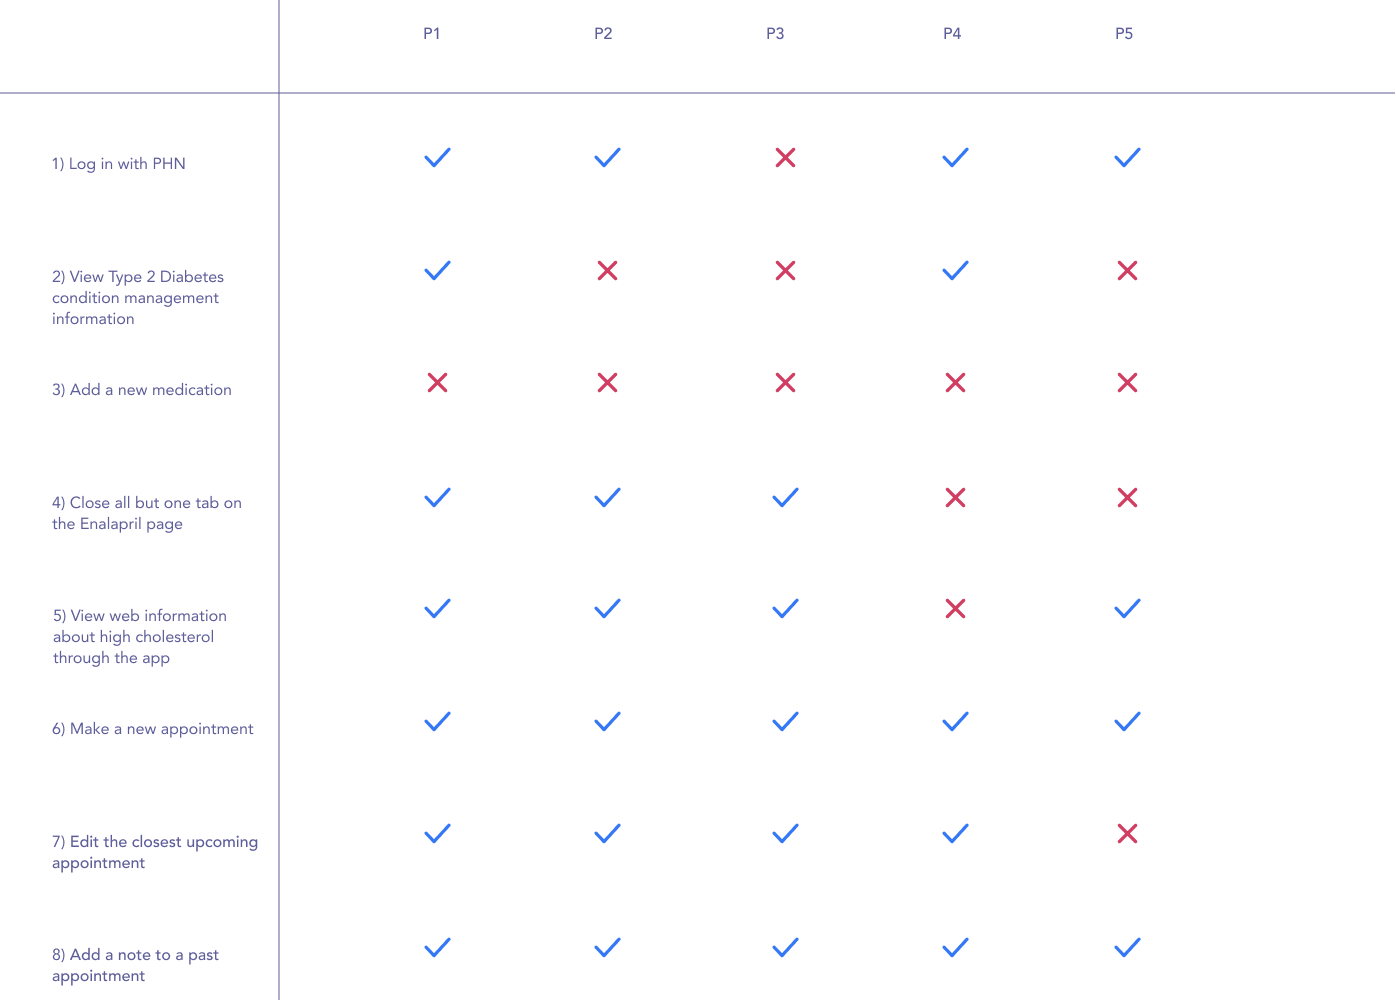 P1 P2 P3 P4 P5
1) Log in with PHN
2) View Type 2 Diabetes
condition management
information
3) Add a new medication
4) Close all but one tab on
the Enalapril page
5) View web information
about high cholesterol
through the app
6) Make a new appointment
7) Edit the closest upcoming
appointment
8) Add a note to a past
appointment